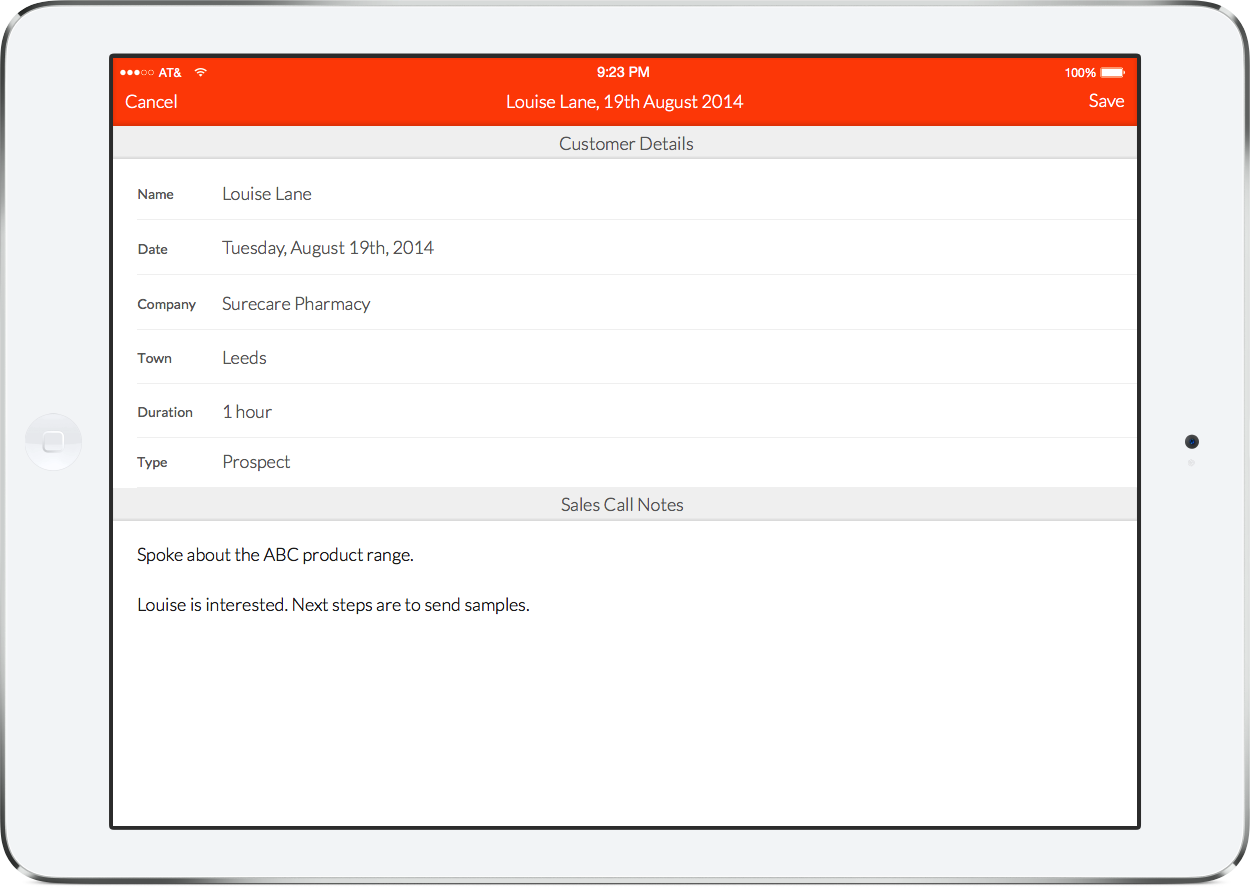 AT& 9:23 PM 100%
Cancel Louise Lane, 19th August 2014 Save
Customer Details
Name Louise Lane
Date Tuesday, August 19th, 2014
Company Surecare Pharmacy
Town Leeds
Duration 1 hour
Type Prospect
Sales Call Notes
Spoke about the ABC product range.
Louise is interested. Next steps are to send samples.